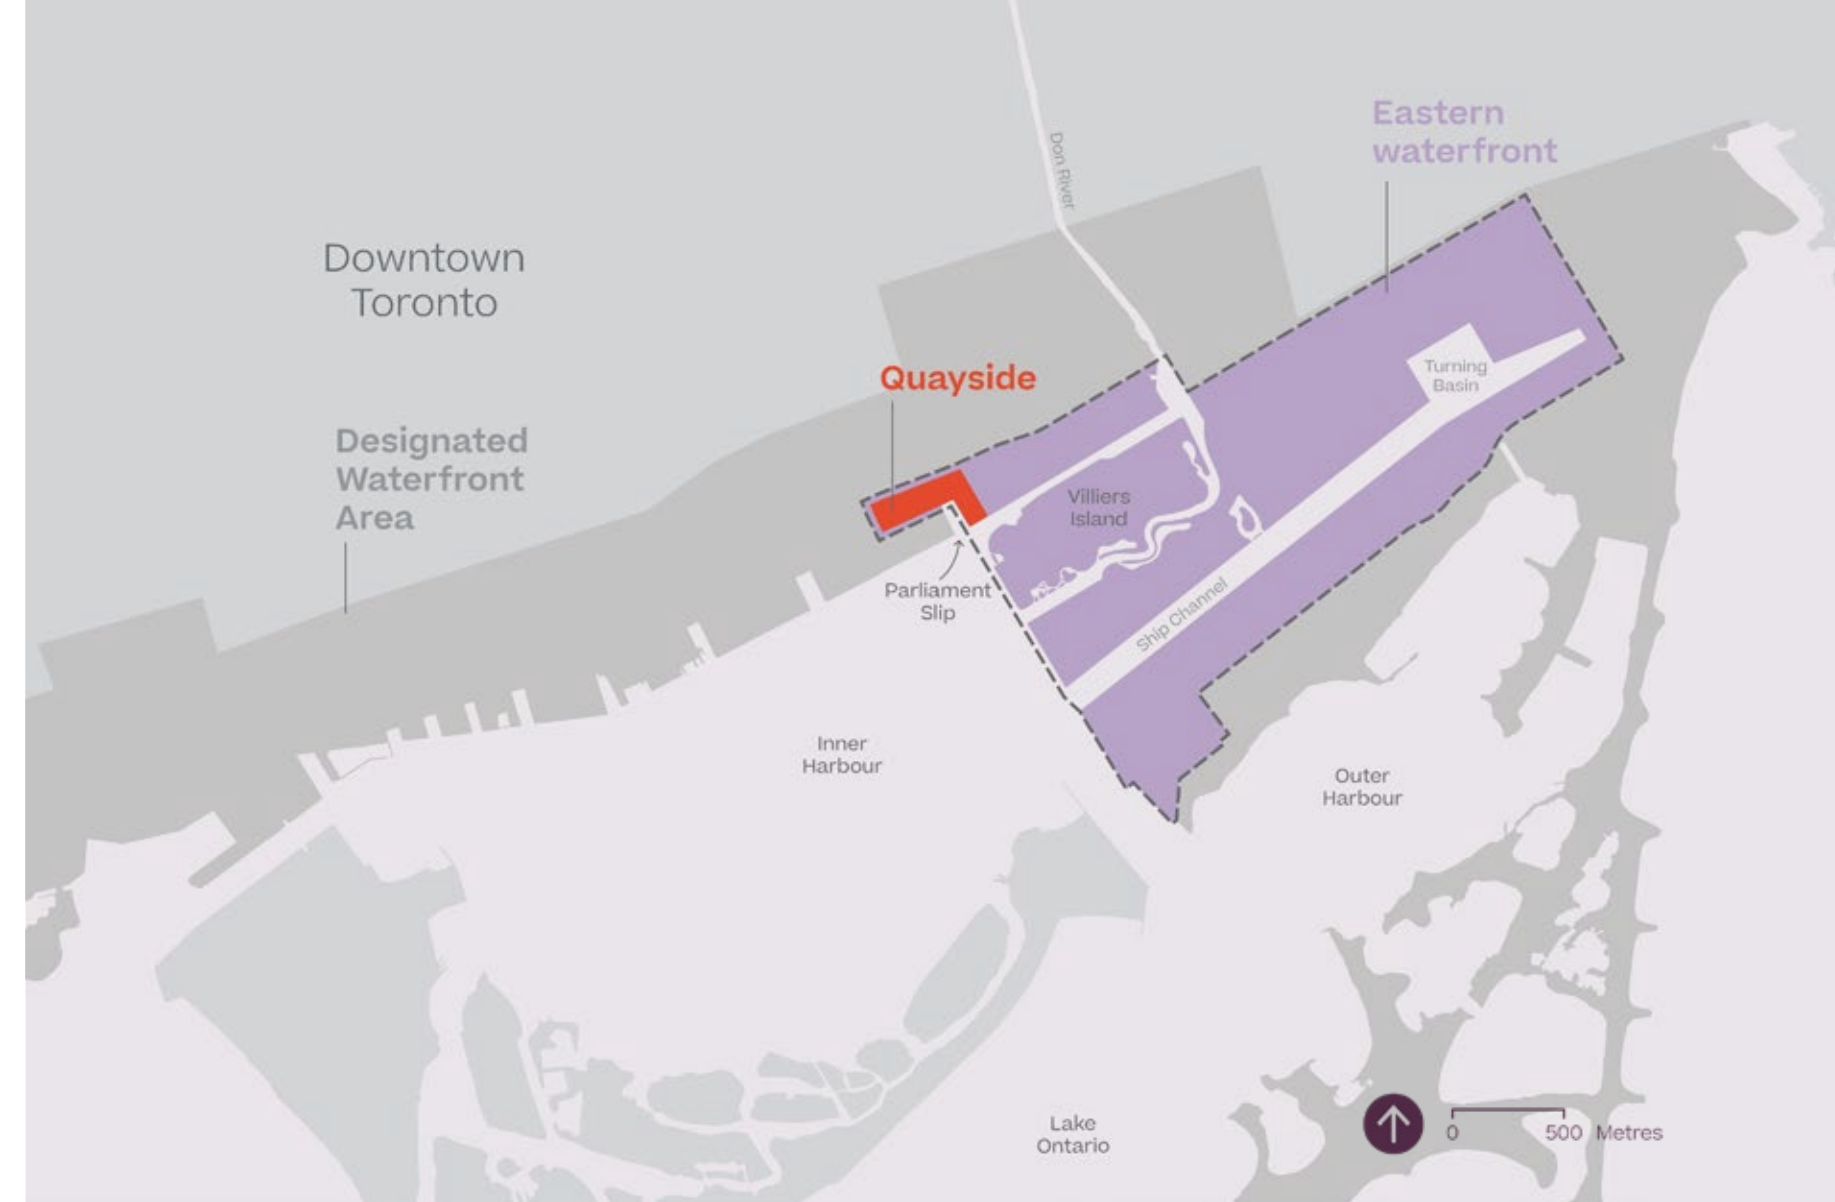 Eastern
waterfront
Don River
Downtown
Toronto
Quayside
Turning
Basin
Designated
Waterfront
Area
Villiers
Island
Parliament
Slip
Ship Channel
Inner
Harbour
Outer
Harbour
Lake
Ontario
0 500 Metres